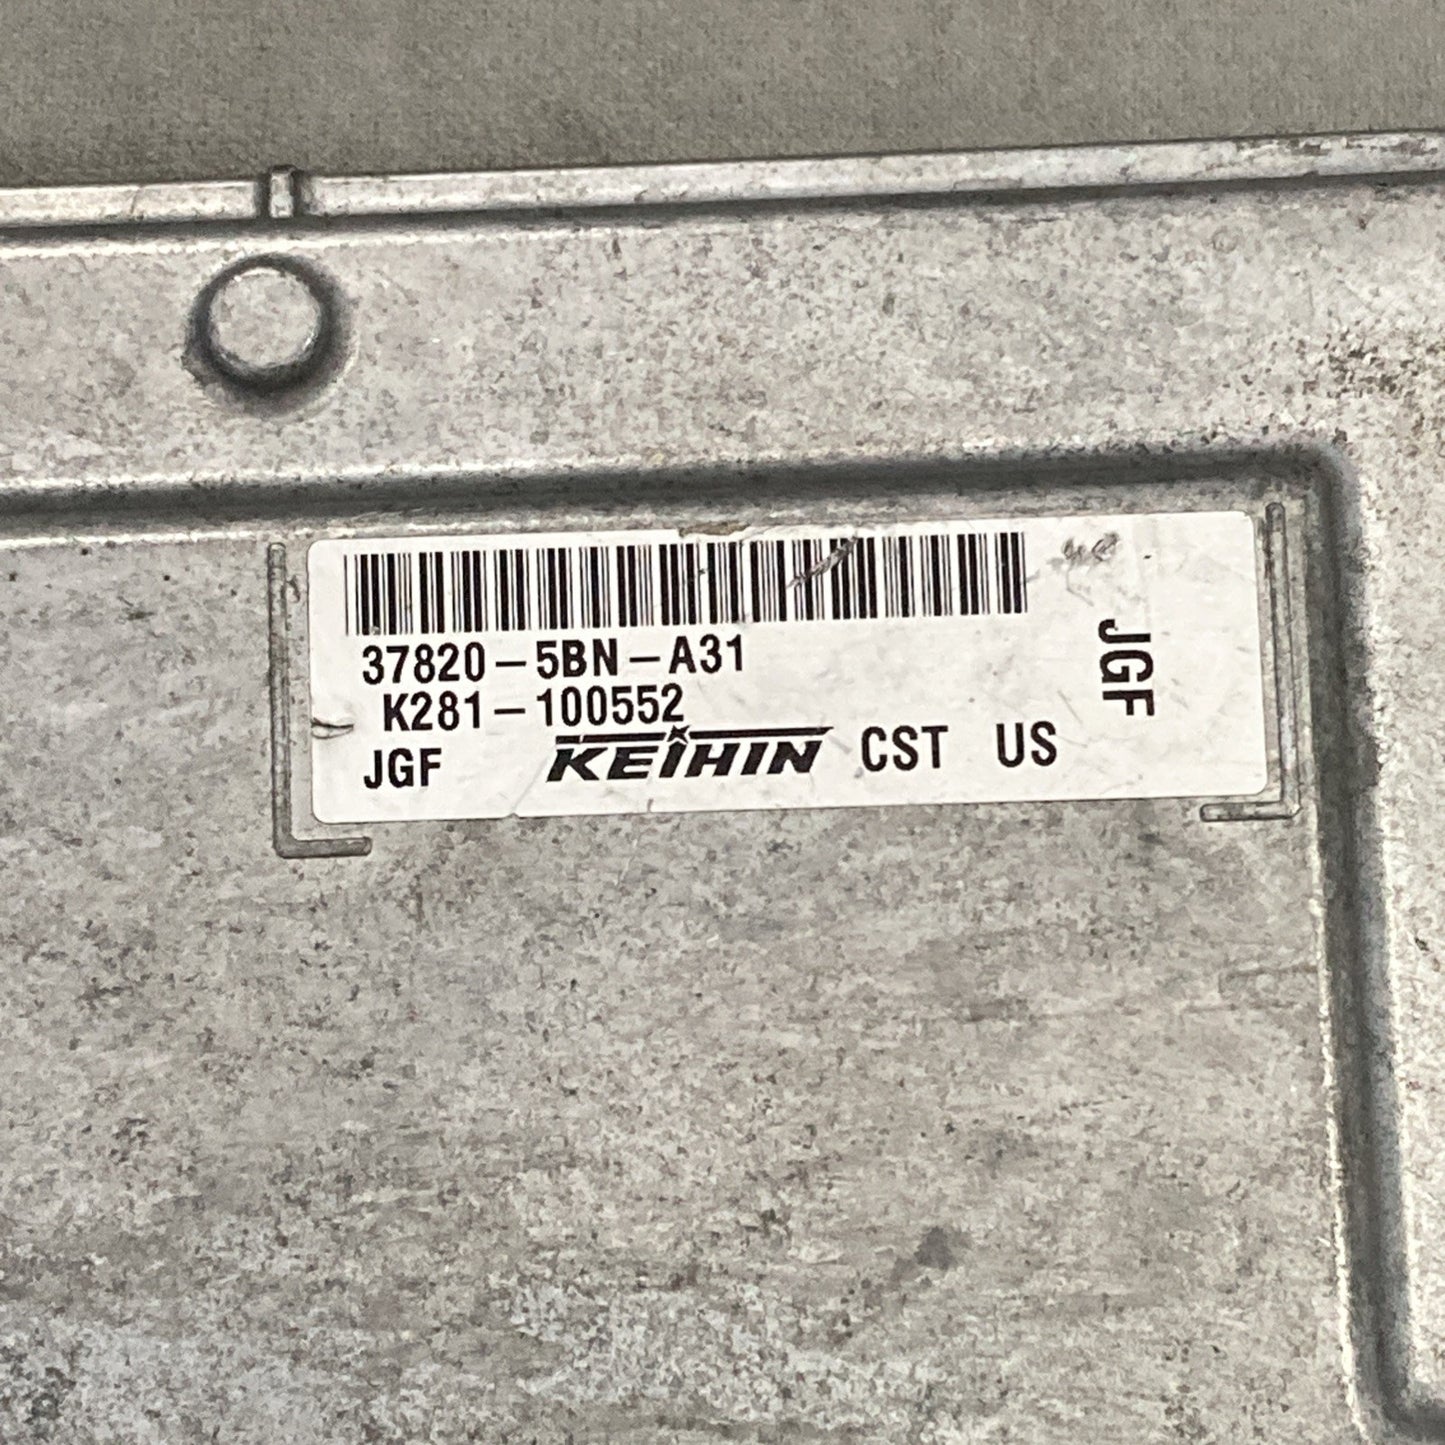 37820-5BN-A31
K281-100552
JGF KEIHIN CST US
JGF